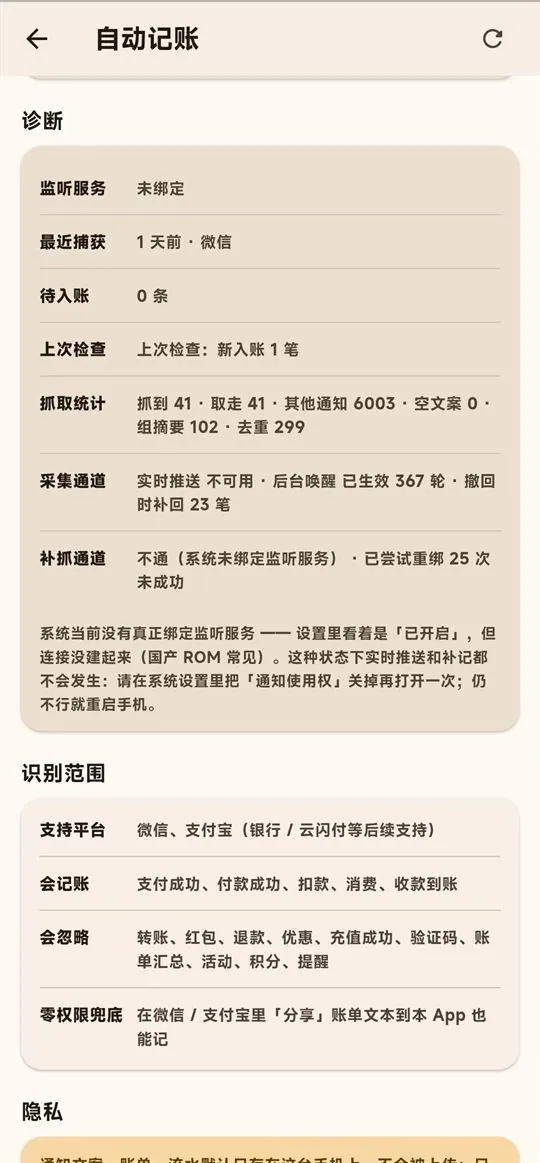 自动记账
诊断
监听服务 未绑定
最近捕获 1 天前 · 微信
待入账 0 条
上次检查 上次检查：新入账 1 笔
抓取统计 抓到 41 · 取走 41 · 其他通知 6003 · 空文案 0 ·
组摘要 102 · 去重 299
采集通道 实时推送 不可用 · 后台唤醒 已生效 367 轮 · 撤回
时补回 23 笔
补抓通道 不通（系统未绑定监听服务） · 已尝试重绑 25 次
未成功
系统当前没有真正绑定监听服务 —— 设置里看着是「已开启」，但
连接没建起来（国产 ROM 常见）。这种状态下实时推送和补记都
不会发生：请在系统设置里把「通知使用权」关掉再打开一次；仍
不行就重启手机。
识别范围
支持平台 微信、支付宝（银行 / 云闪付等后续支持）
会记账 支付成功、付款成功、扣款、消费、收款到账
会忽略 转账、红包、退款、优惠、充值成功、验证码、账
单汇总、活动、积分、提醒
零权限兜底 在微信 / 支付宝里「分享」账单文本到本 App 也
能记
隐私